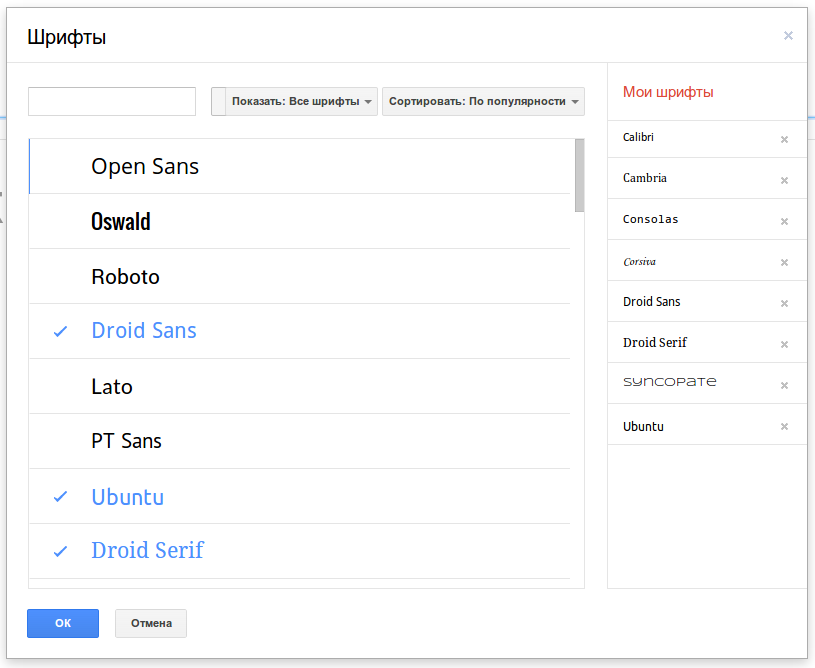 Шрифты
Показать: Все шрифты
Сортировать: По популярности
Open Sans
Oswald
Roboto
Droid Sans
Lato
PT Sans
Ubuntu
Droid Serif
Мои шрифты
Calibri
Cambria
Consolas
Corsiva
Droid Sans
Droid Serif
Syncopate
Ubuntu
ОК
Отмена